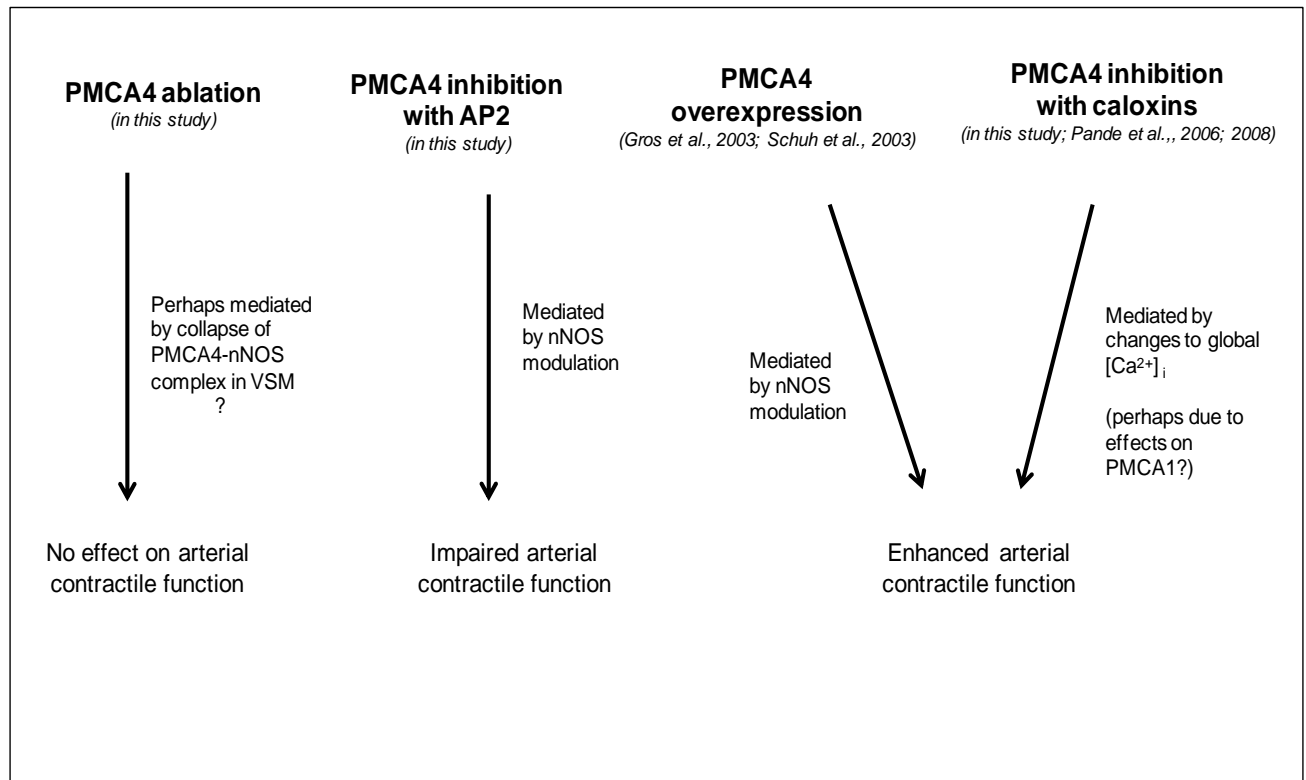 PMCA4 ablation
(in this study)
PMCA4 inhibition
with AP2
(in this study)
PMCA4
overexpression
(Gros et al., 2003; Schuh et al., 2003)
PMCA4 inhibition
with caloxins
(in this study; Pande et al.,, 2006; 2008)
Perhaps mediated
by collapse of
PMCA4-nNOS
complex in VSM
?
Mediated
by nNOS
modulation
Mediated
by nNOS
modulation
Mediated by
changes to global
[Ca2+] i
(perhaps due to
effects on
PMCA1?)
No effect on arterial
contractile function
Impaired arterial
contractile function
Enhanced arterial
contractile function